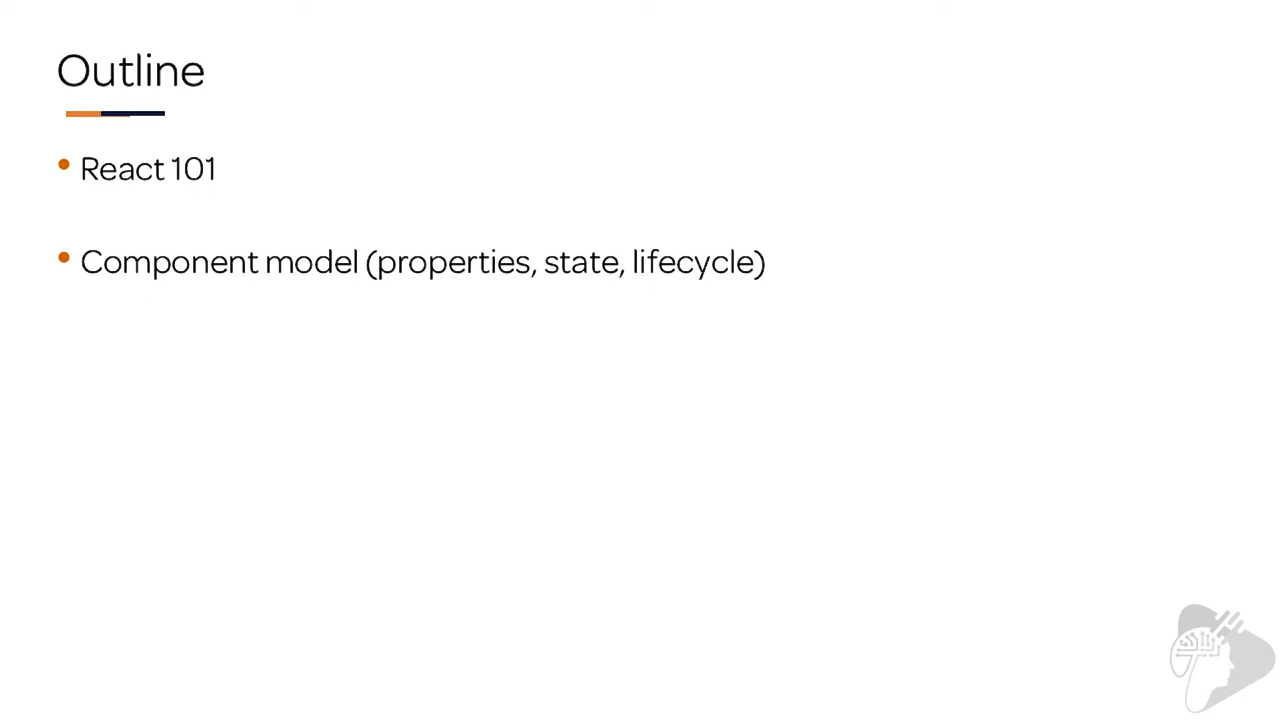 Outline
• React 101
• Component model (properties, state, lifecycle)